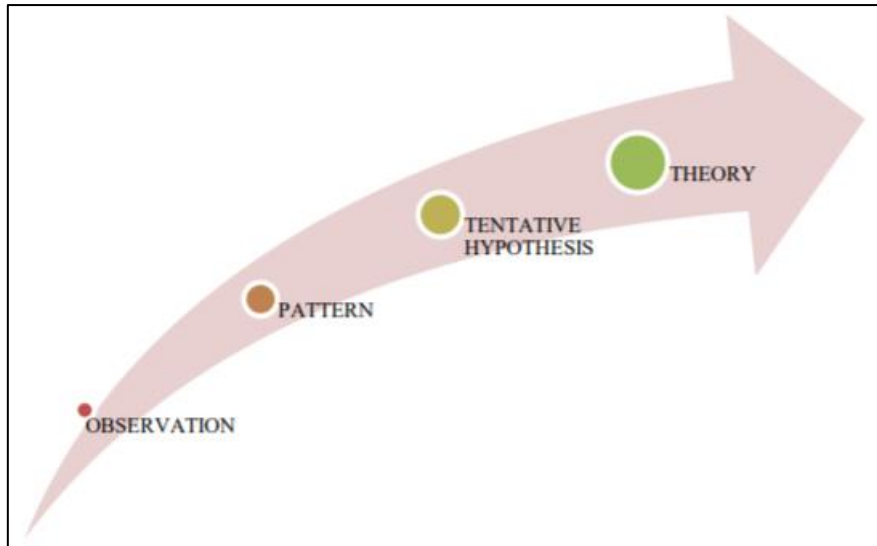 THEORY
TENTATIVE
HYPOTHESIS
PATTERN
OBSERVATION